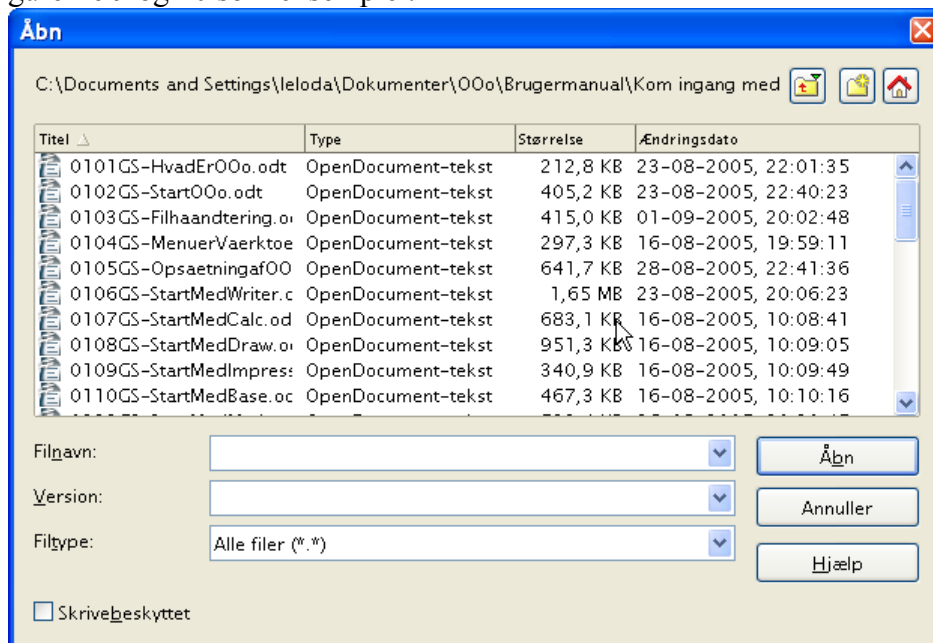 Åbn
C:\Documents and Settings\leloda\Dokumenter\OOo\Brugermanual\Kom ingang med
Titel Type Størrelse Ændringsdato
0101GS-HvadErOOo.odt OpenDocument-tekst 212,8 KB 23-08-2005, 22:01:35
0102GS-StartOOo.odt OpenDocument-tekst 405,2 KB 23-08-2005, 22:40:23
0103GS-Filhaandtering.o OpenDocument-tekst 415,0 KB 01-09-2005, 20:02:48
0104GS-MenuerVaerktoe OpenDocument-tekst 297,3 KB 16-08-2005, 19:59:11
0105GS-OpsaetningafOO OpenDocument-tekst 641,7 KB 28-08-2005, 22:41:36
0106GS-StartMedWriter.c OpenDocument-tekst 1,65 MB 23-08-2005, 20:06:23
0107GS-StartMedCalc.od OpenDocument-tekst 683,1 KB 16-08-2005, 10:08:41
0108GS-StartMedDraw.o OpenDocument-tekst 951,3 KB 16-08-2005, 10:09:05
0109GS-StartMedImpress OpenDocument-tekst 340,9 KB 16-08-2005, 10:09:49
0110GS-StartMedBase.oc OpenDocument-tekst 467,3 KB 16-08-2005, 10:10:16
Filnavn:
Åbn
Version:
Annuller
Filtype: Alle filer (*.*)
Hjælp
Skrivebeskyttet